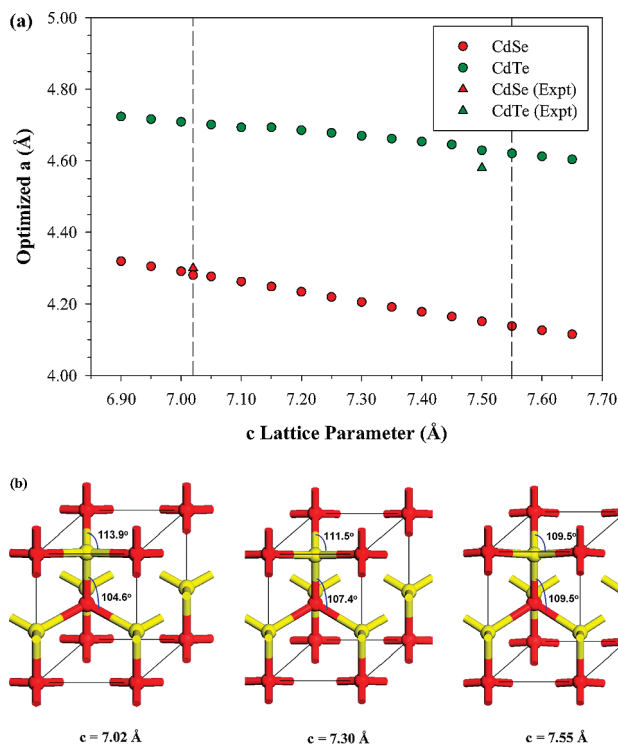 (a)
5.00
4.80
4.60
4.40
4.20
4.00
Optimized a (Å)
CdSe
CdTe
CdSe (Expt)
CdTe (Expt)
6.90 7.00 7.10 7.20 7.30 7.40 7.50 7.60 7.70
c Lattice Parameter (Å)
(b)
113.9° 111.5° 109.5°
104.6° 107.4° 109.5°
c = 7.02 Å c = 7.30 Å c = 7.55 Å